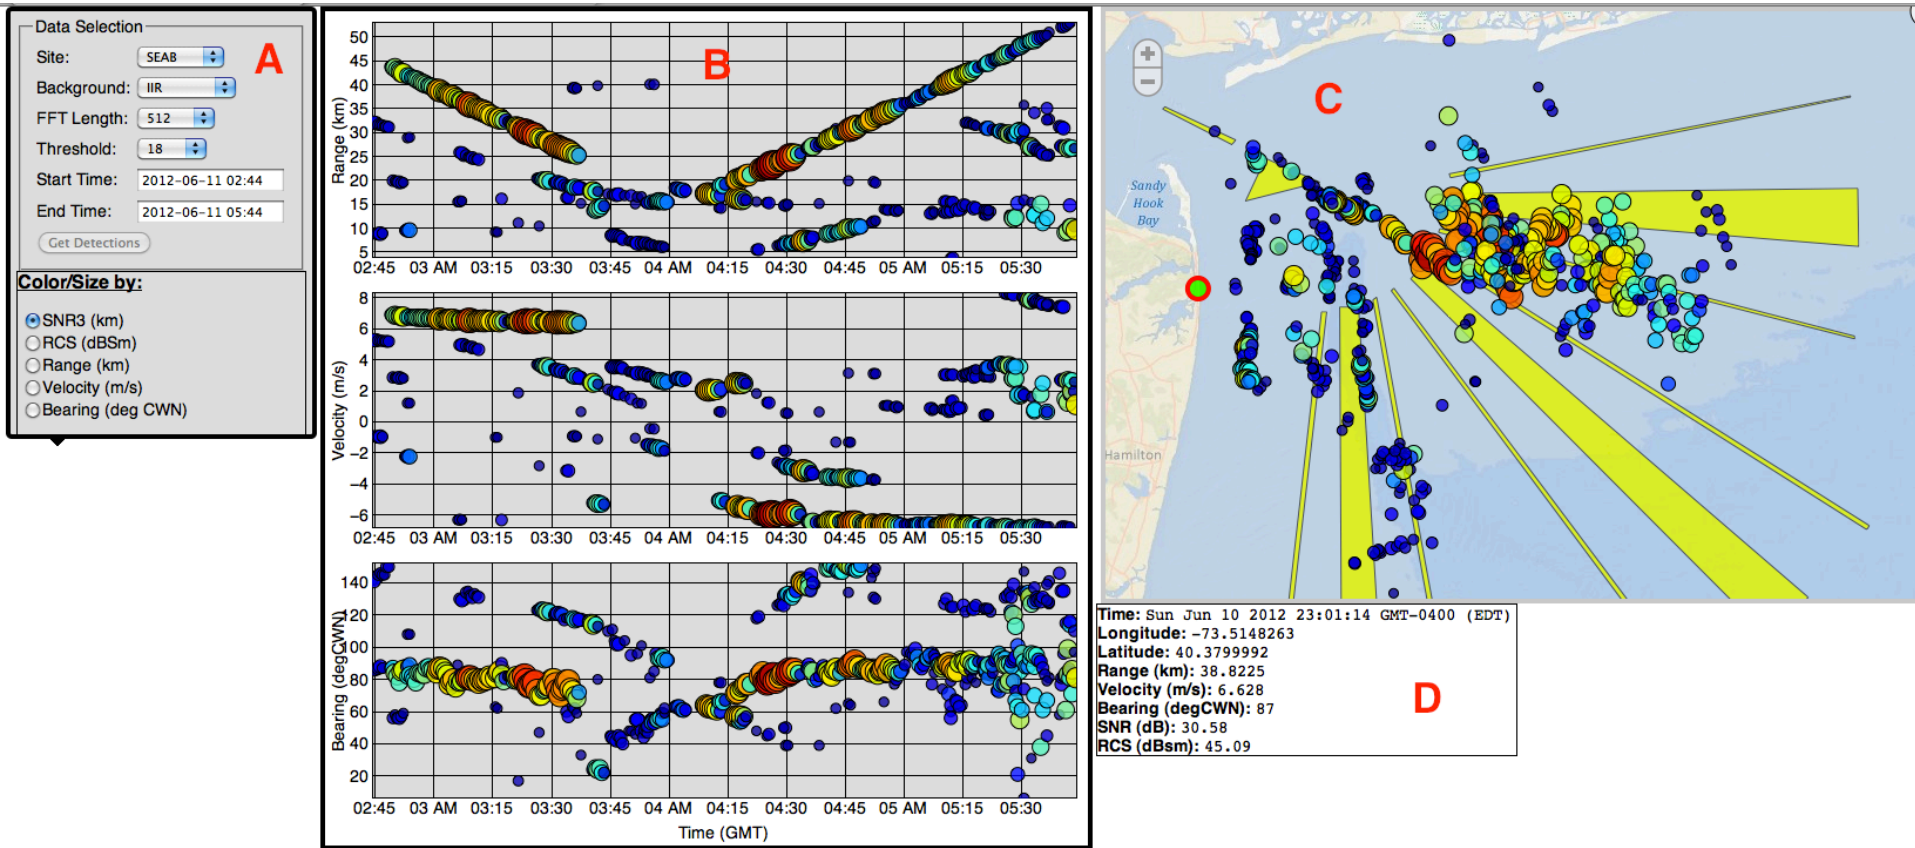 Data Selection
A
Site: SEAB
Background: IIR
FFT Length: 512
Threshold: 18
Start Time: 2012-06-11 02:44
End Time: 2012-06-11 05:44
Get Detections
Color/Size by:
SNR3 (km)
RCS (dBSm)
Range (km)
Velocity (m/s)
Bearing (deg CWN)
B
Range (km)
50
45
40
35
30
25
20
15
10
5
02:45 03 AM 03:15 03:30 03:45 04 AM 04:15 04:30 04:45 05 AM 05:15 05:30
Velocity (m/s)
8
6
4
2
0
−2
−4
−6
02:45 03 AM 03:15 03:30 03:45 04 AM 04:15 04:30 04:45 05 AM 05:15 05:30
Bearing (degCWN)
140
120
100
80
60
40
20
02:45 03 AM 03:15 03:30 03:45 04 AM 04:15 04:30 04:45 05 AM 05:15 05:30
Time (GMT)
+
−
C
Sandy
Hook
Bay
Hamilton
Time: Sun Jun 10 2012 23:01:14 GMT-0400 (EDT)
Longitude: -73.5148263
Latitude: 40.3799992
Range (km): 38.8225
Velocity (m/s): 6.628
Bearing (degCWN): 87
SNR (dB): 30.58
RCS (dBsm): 45.09
D